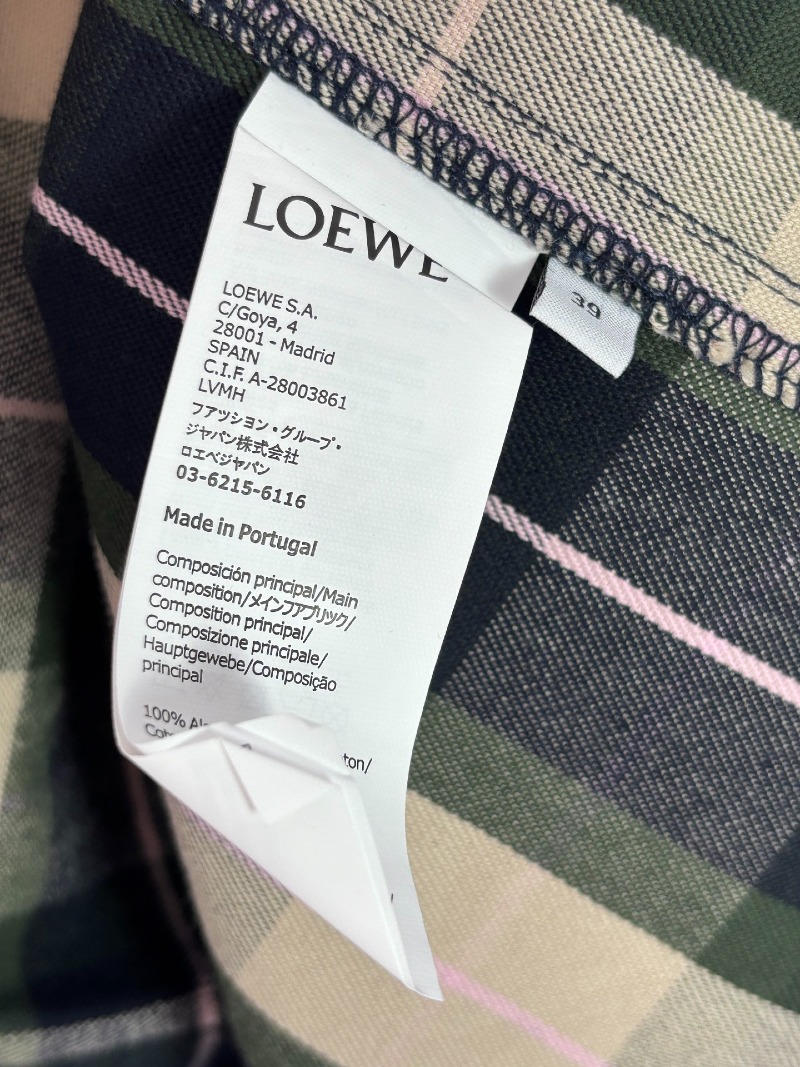 LOEWE
39
LOEWE S.A.
C/Goya, 4
28001 - Madrid
SPAIN
C.I.F. A-28003861
LVMH
ファッション・グループ・
ジャパン株式会社
ロエベジャパン
03-6215-6116
Made in Portugal
Composición principal/Main
composition/メインファブリック/
Composition principal/
Composizione principale/
Hauptgewebe/Composição
principal
100%